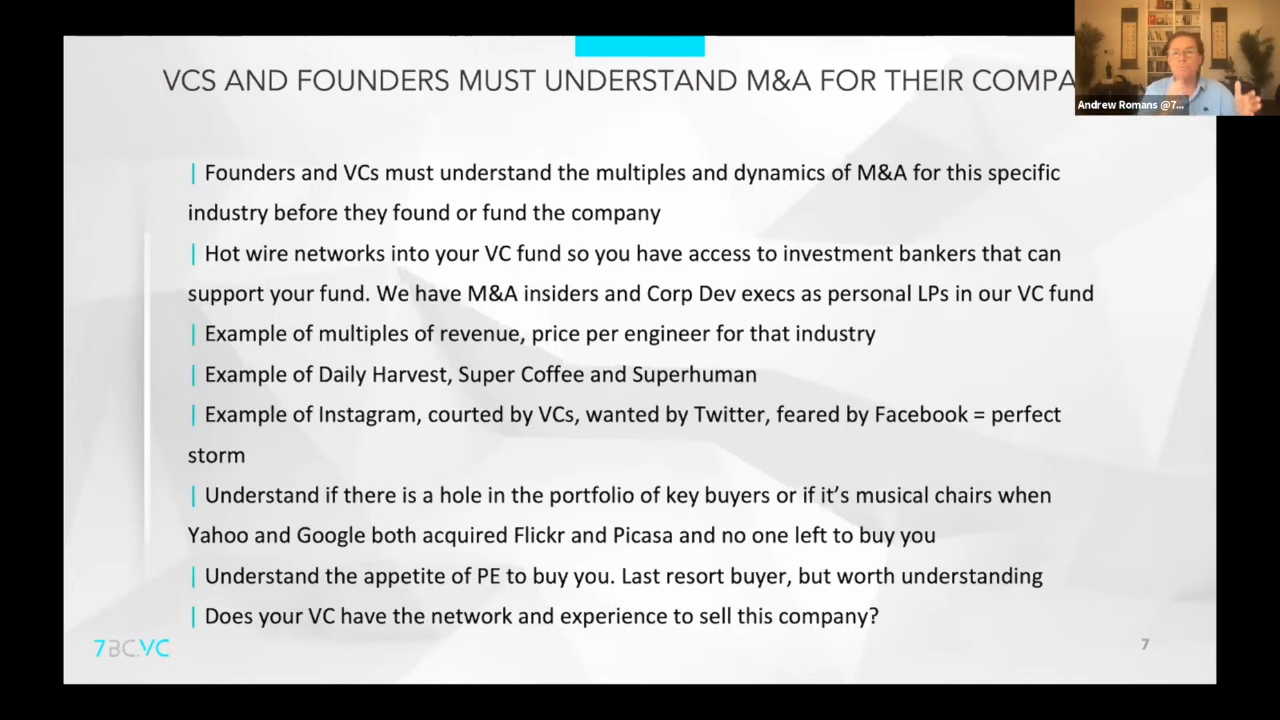 VCS AND FOUNDERS MUST UNDERSTAND M&A FOR THEIR COMPA
Andrew Romans @7...
| Founders and VCs must understand the multiples and dynamics of M&A for this specific
industry before they found or fund the company
| Hot wire networks into your VC fund so you have access to investment bankers that can
support your fund. We have M&A insiders and Corp Dev execs as personal LPs in our VC fund
| Example of multiples of revenue, price per engineer for that industry
| Example of Daily Harvest, Super Coffee and Superhuman
| Example of Instagram, courted by VCs, wanted by Twitter, feared by Facebook = perfect
storm
| Understand if there is a hole in the portfolio of key buyers or if it’s musical chairs when
Yahoo and Google both acquired Flickr and Picasa and no one left to buy you
| Understand the appetite of PE to buy you. Last resort buyer, but worth understanding
| Does your VC have the network and experience to sell this company?
7BC.VC
7